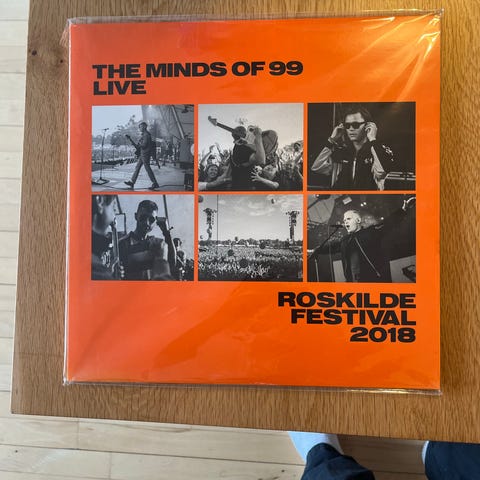 THE MINDS OF 99
LIVE
ROSKILDE
FESTIVAL
2018